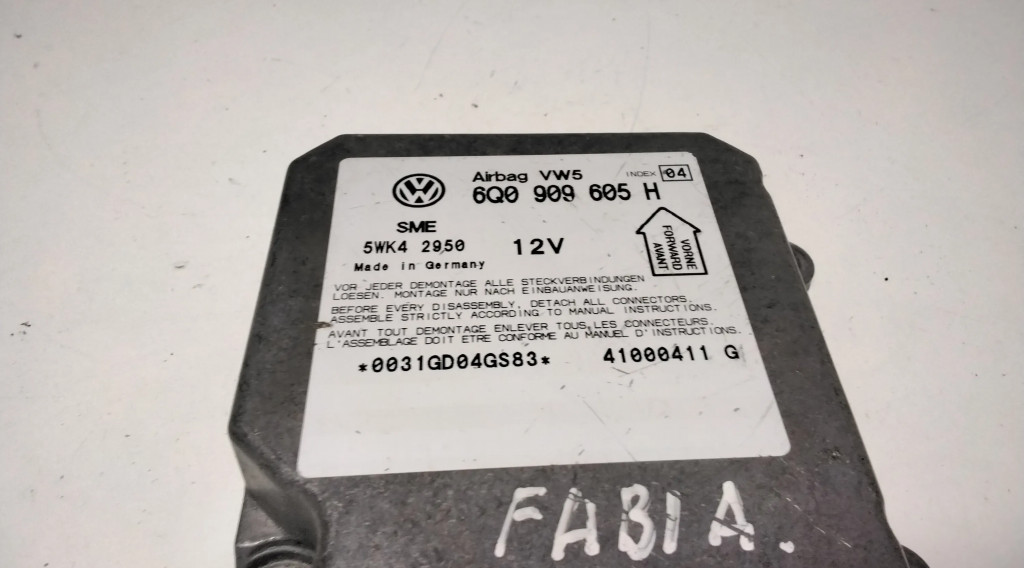 Airbag VW5 INDEX 04
6Q0 909 605 H
SME
5WK4 2950 12V
Made in Germany
VORNE
FORWARD
AVANT
VOR JEDER DEMONTAGE ALLE STECKVERBINDUNGEN
LOESEN. MONTAGE NUR NACH EINBAUANWEISUNG.
BEFORE EVERY DISASSEMBLY, DETACH ALL CONNECTORS.
ASSEMBLE STRICTLY ACCORDING TO MANUAL INSTRUCTIONS.
AVANT TOUT DEMONTAGE ENLEVER TOUS LES CONNECTEURS.
L'ASSEMBLAGE DOIT ETRE CONFORME AU MANUEL D'INSTRUCTIONS.
*0031GD04GS83* 41000411 G
FABIA.